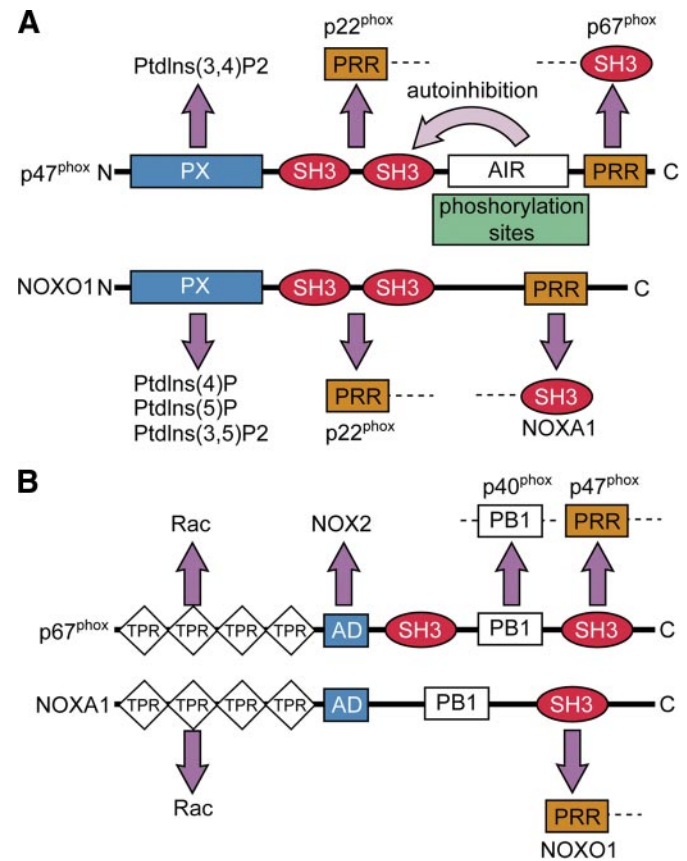 A
p22phox
p67phox
PtdIns(3,4)P2
PRR
SH3
autoinhibition
p47phox N
PX
SH3
SH3
AIR
PRR
C
phoshorylation
sites
NOXO1 N
PX
SH3
SH3
PRR
C
PtdIns(4)P
PtdIns(5)P
PtdIns(3,5)P2
PRR
p22phox
SH3
NOXA1
B
p40phox
p47phox
Rac
NOX2
PB1
PRR
p67phox
TPR
TPR
TPR
TPR
AD
SH3
PB1
SH3
C
NOXA1
TPR
TPR
TPR
TPR
AD
PB1
SH3
C
Rac
PRR
NOXO1